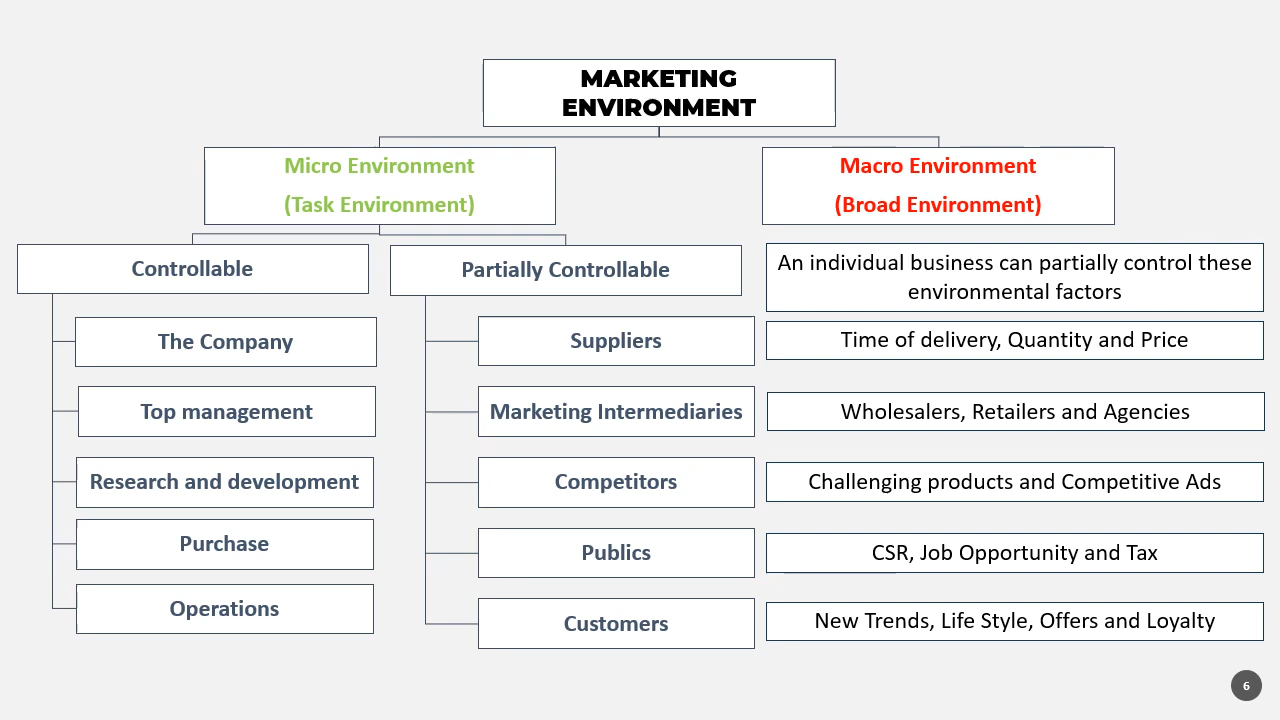 MARKETING
ENVIRONMENT
Micro Environment
(Task Environment)
Macro Environment
(Broad Environment)
Controllable
Partially Controllable
An individual business can partially control these
environmental factors
The Company
Suppliers
Time of delivery, Quantity and Price
Top management
Marketing Intermediaries
Wholesalers, Retailers and Agencies
Research and development
Competitors
Challenging products and Competitive Ads
Purchase
Publics
CSR, Job Opportunity and Tax
Operations
Customers
New Trends, Life Style, Offers and Loyalty
6